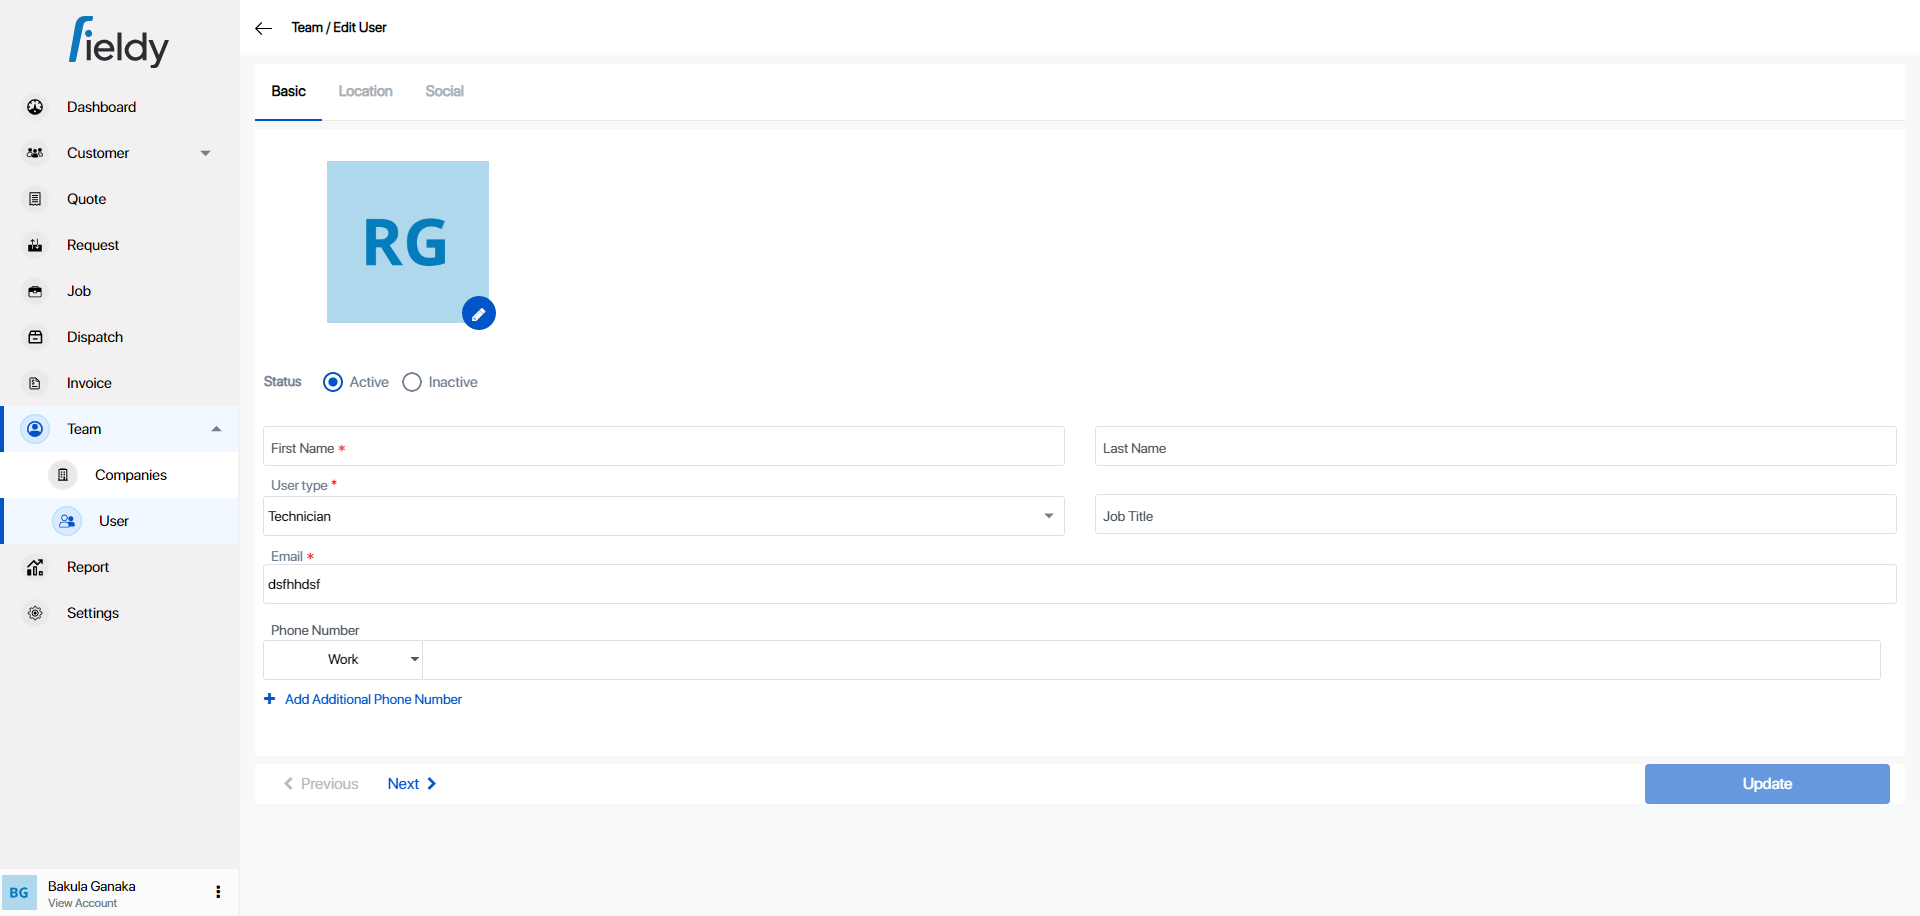 fieldy
Dashboard
Customer
Quote
Request
Job
Dispatch
Invoice
Team
Companies
User
Report
Settings
BG
Bakula Ganaka
View Account
Team / Edit User
Basic
Location
Social
RG
Status
Active
Inactive
First Name *
Last Name
User type *
Technician
Job Title
Email *
dsfhhdsf
Phone Number
Work
+ Add Additional Phone Number
Previous
Next
Update